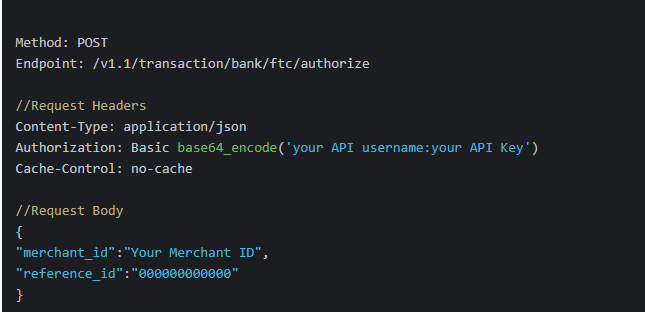 Method: POST
Endpoint: /v1.1/transaction/bank/ftc/authorize
//Request Headers
Content-Type: application/json
Authorization: Basic base64_encode('your API username:your API Key')
Cache-Control: no-cache
//Request Body
{
"merchant_id":"Your Merchant ID",
"reference_id":"000000000000"
}